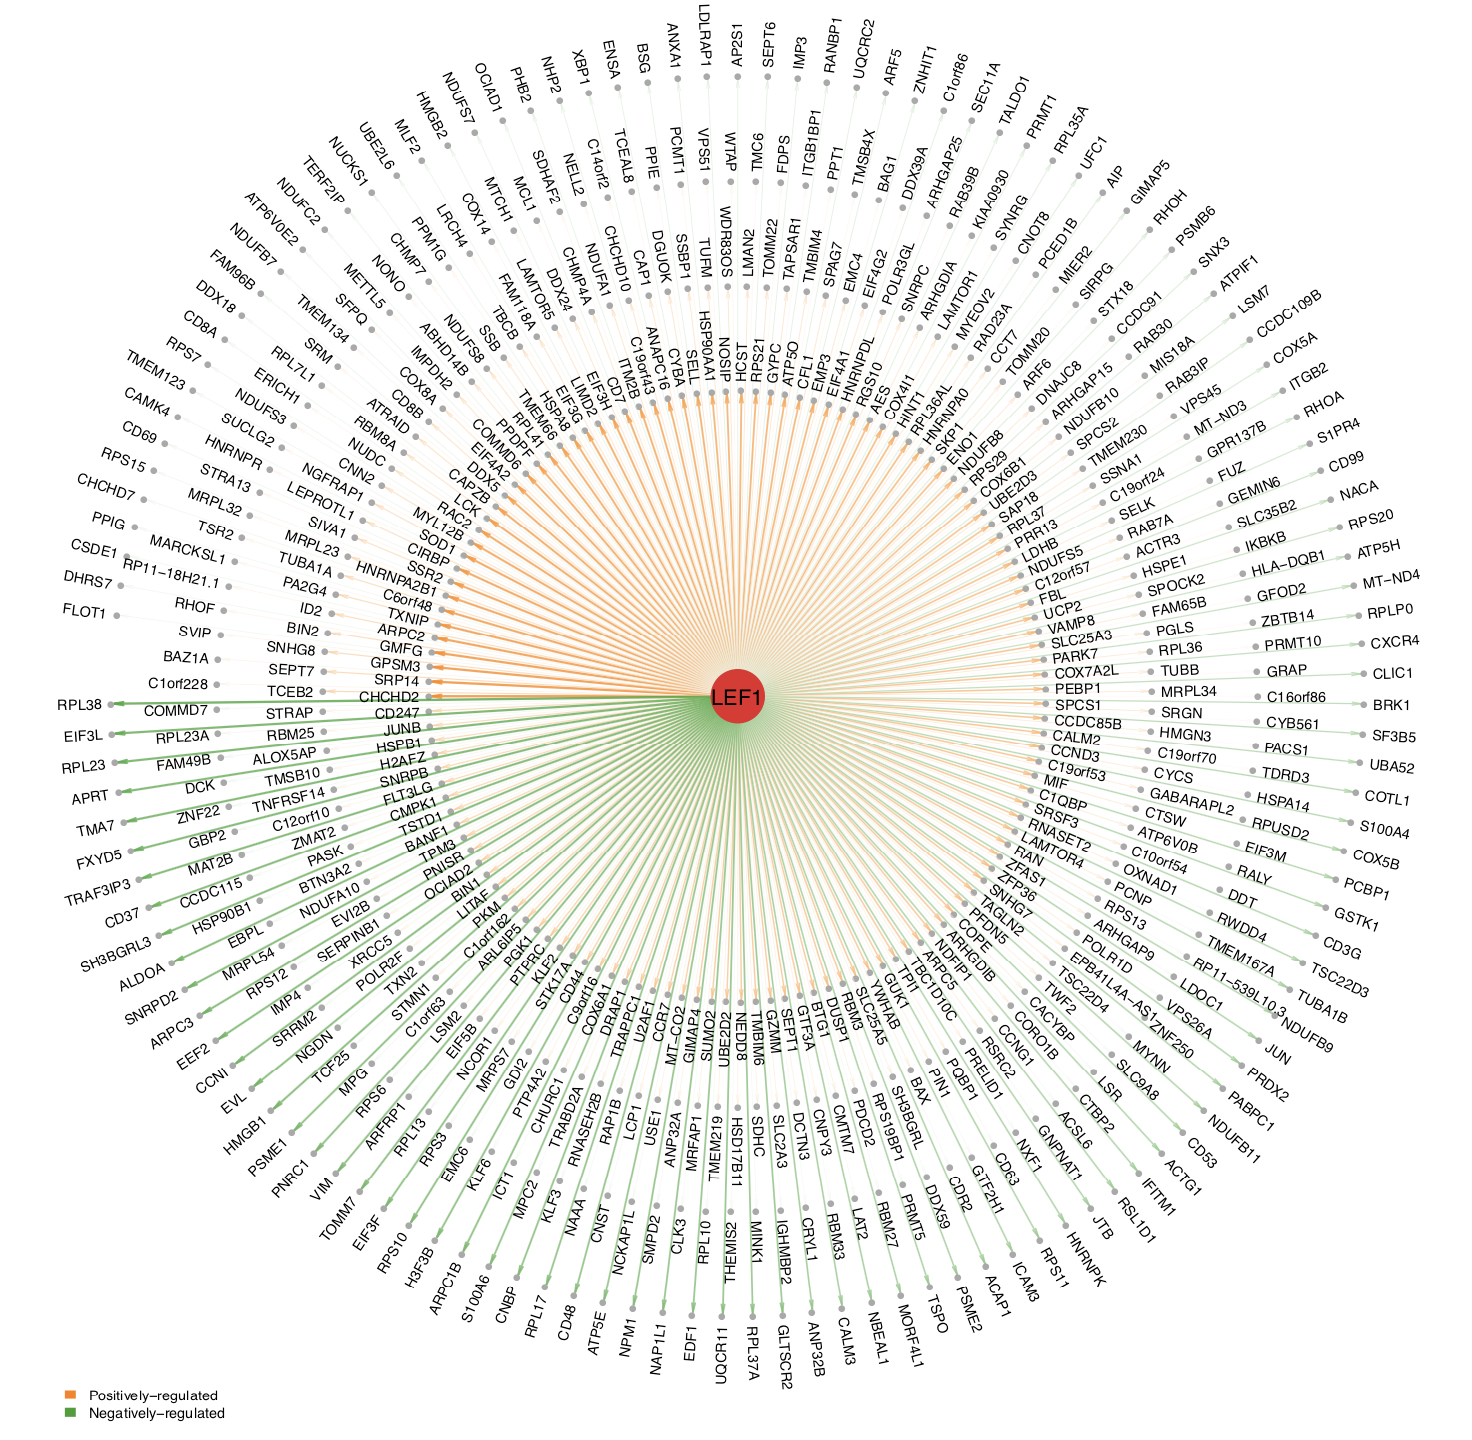 LEF1
LDLRAP1
AP2S1
SEPT6
IMP3
RANBP1
UQCRC2
ARF5
ZNHIT1
C1orf86
SEC11A
TALDO1
PRMT1
RPL35A
UFC1
AIP
GIMAP5
RHOH
PSMB6
SNX3
ATPIF1
LSM7
CCDC109B
COX5A
ITGB2
RHOA
S1PR4
CD99
NACA
RPS20
ATP5H
MT−ND4
RPLP0
CXCR4
CLIC1
BRK1
SF3B5
UBA52
COTL1
S100A4
COX5B
PCBP1
GSTK1
CD3G
TSC22D3
TUBA1B
NDUFB9
JUN
PRDX2
PABPC1
NDUFB11
CD53
ACTG1
IFITM1
RSL1D1
JTB
HNRNPK
RPS11
ICAM3
ACAP1
PSME2
TSPO
MORF4L1
NBEAL1
CALM3
ANP32B
GLTSCR2
RPL37A
UQCR11
EDF1
NAP1L1
NPM1
ATP5E
CD48
RPL17
CNBP
S100A6
ARPC1B
H3F3B
RPS10
EIF3F
TOMM7
VIM
PNRC1
PSME1
HMGB1
EVL
CCNI
EEF2
ARPC3
SNRPD2
ALDOA
SH3BGRL3
CD37
TRAF3IP3
FXYD5
TMA7
APRT
RPL23
EIF3L
RPL38
FLOT1
DHRS7
CSDE1
PPIG
CHCHD7
RPS15
CD69
CAMK4
TMEM123
RPS7
CD8A
DDX18
FAM96B
NDUFB7
ATP6V0E2
NDUFC2
TERF2IP
NUCKS1
UBE2L6
MLF2
HMGB2
NDUFS7
OCIAD1
PHB2
NHP2
XBP1
ENSA
BSG
ANXA1
VPS51
WTAP
TMC6
FDPS
ITGB1BP1
PPT1
TMSB4X
BAG1
DDX39A
ARHGAP25
RAB39B
KIAA0930
SYNRG
CNOT8
PCED1B
MIER2
SIRPG
STX18
CCDC91
RAB30
MIS18A
RAB3IP
VPS45
MT−ND3
GPR137B
FUZ
GEMIN6
SLC35B2
IKBKB
HLA−DQB1
GFOD2
ZBTB14
PRMT10
GRAP
C16orf86
CYB561
PACS1
TDRD3
HSPA14
RPUSD2
EIF3M
RALY
DDT
RWDD4
TMEM167A
RP11−539L10.3
LDOC1
VPS26A
ZNF250
MYNN
SLC9A8
LSR
CTBP2
ACSL6
GNPNAT1
NXF1
CD63
GTF2H1
CDR2
DDX59
PRMT5
RBM27
LAT2
RBM33
CRYL1
IGHMBP2
MINK1
THEMIS2
RPL10
CLK3
SMPD2
NCKAP1L
CNST
NAAA
KLF3
MPC2
ICT1
KLF6
EMC6
RPS3
RPL13
ARFRP1
RPS6
MPG
TCF25
NGDN
SRRM2
IMP4
RPS12
MRPL54
EBPL
HSP90B1
CCDC115
MAT2B
GBP2
ZNF22
DCK
FAM49B
RPL23A
COMMD7
C1orf228
BAZ1A
SVIP
RHOF
RP11−18H21.1
MARCKSL1
TSR2
MRPL32
STRA13
HNRNPR
SUCLG2
NDUFS3
ERICH1
RPL7L1
SRM
TMEM134
SFPQ
METTL5
NONO
CHMP7
PPM1G
LRCH4
COX14
MTCH1
MCL1
SDHAF2
NELL2
C14orf2
TCEAL8
PPIE
PCMT1
TUFM
WDR83OS
LMAN2
TOMM22
TAPSAR1
TMBIM4
SPAG7
EMC4
EIF4G2
POLR3GL
SNRPC
ARHGDIA
LAMTOR1
MYEOV2
RAD23A
CCT7
TOMM20
ARF6
DNAJC8
ARHGAP15
NDUFB10
SPCS2
TMEM230
SSNA1
C19orf24
SELK
RAB7A
ACTR3
HSPE1
SPOCK2
FAM65B
PGLS
RPL36
TUBB
MRPL34
SRGN
HMGN3
C19orf70
CYCS
GABARAPL2
CTSW
ATP6V0B
C10orf54
OXNAD1
PCNP
RPS13
ARHGAP9
POLR1D
EPB41L4A−AS1
TSC22D4
TWF2
CACYBP
CORO1B
CCNG1
RSRC2
PRELID1
PQBP1
PIN1
BAX
SH3BGRL
RPS19BP1
PDCD2
CMTM7
CNPY3
DCTN3
SLC2A3
SDHC
HSD17B11
TMEM219
MRFAP1
ANP32A
USE1
LCP1
RAP1B
RNASEH2B
TRABD2A
CHURC1
PTP4A2
GDI2
MRPS7
NCOR1
EIF5B
LSM2
C1orf63
STMN1
TXN2
POLR2F
XRCC5
SERPINB1
EVI2B
NDUFA10
BTN3A2
PASK
ZMAT2
C12orf10
TNFRSF14
TMSB10
ALOX5AP
RBM25
STRAP
TCEB2
SEPT7
SNHG8
BIN2
ID2
PA2G4
TUBA1A
MRPL23
SIVA1
LEPROTL1
NGFRAP1
CNN2
NUDC
RBM8A
ATRAID
CD8B
COX8A
IMPDH2
ABHD14B
NDUFS8
SSB
TBCB
FAM118A
LAMTOR5
DDX24
CHMP4A
NDUFA1
CHCHD10
CAP1
DGUOK
SSBP1
HSP90AA1
NOSIP
HCST
RPS21
GYPC
ATP5O
CFL1
EMP3
EIF4A1
HNRNPDL
RGS10
AES
COX4I1
HINT1
RPL36AL
HNRNPA0
SKP1
ENO1
NDUFB8
RPS29
COX6B1
UBE2D3
SAP18
RPL37
PRR13
LDHB
NDUFS5
C12orf57
FBL
UCP2
VAMP8
SLC25A3
PARK7
COX7A2L
PEBP1
SPCS1
CCDC85B
CALM2
CCND3
C19orf53
MIF
C1QBP
SRSF3
RNASET2
LAMTOR4
RAN
ZFAS1
ZFP36
SNHG7
TAGLN2
PFDN5
COPE
ARHGDIB
NDFIP1
ARPC5
TBC1D10C
TPI1
GUK1
YWHAB
SLC25A5
RBM3
DUSP1
BTG1
GTF3A
SEPT1
GZMM
TMBIM6
NEDD8
UBE2D2
SUMO2
GIMAP4
MT−CO2
CCR7
U2AF1
TRAPPC1
DRAP1
COX6A1
C9orf16
CD44
STK17A
KLF2
PTPRC
PGK1
ARL6IP5
C1orf162
PKM
LITAF
BIN1
OCIAD2
PNISR
TPM3
BANF1
TSTD1
CMPK1
FLT3LG
SNRPB
H2AFZ
HSPB1
JUNB
CD247
CHCHD2
SRP14
GPSM3
GMFG
ARPC2
TXNIP
C6orf48
HNRNPA2B1
SSR2
CIRBP
SOD1
MYL12B
RAC2
LCK
CAPZB
DDX5
EIF4A2
COMMD6
PPDPF
RPL41
TMEM66
HSPA8
EIF3G
LIMD2
EIF3H
CD7
ITM2B
C19orf43
ANAPC16
CYBA
SELL
Positively−regulated
Negatively−regulated